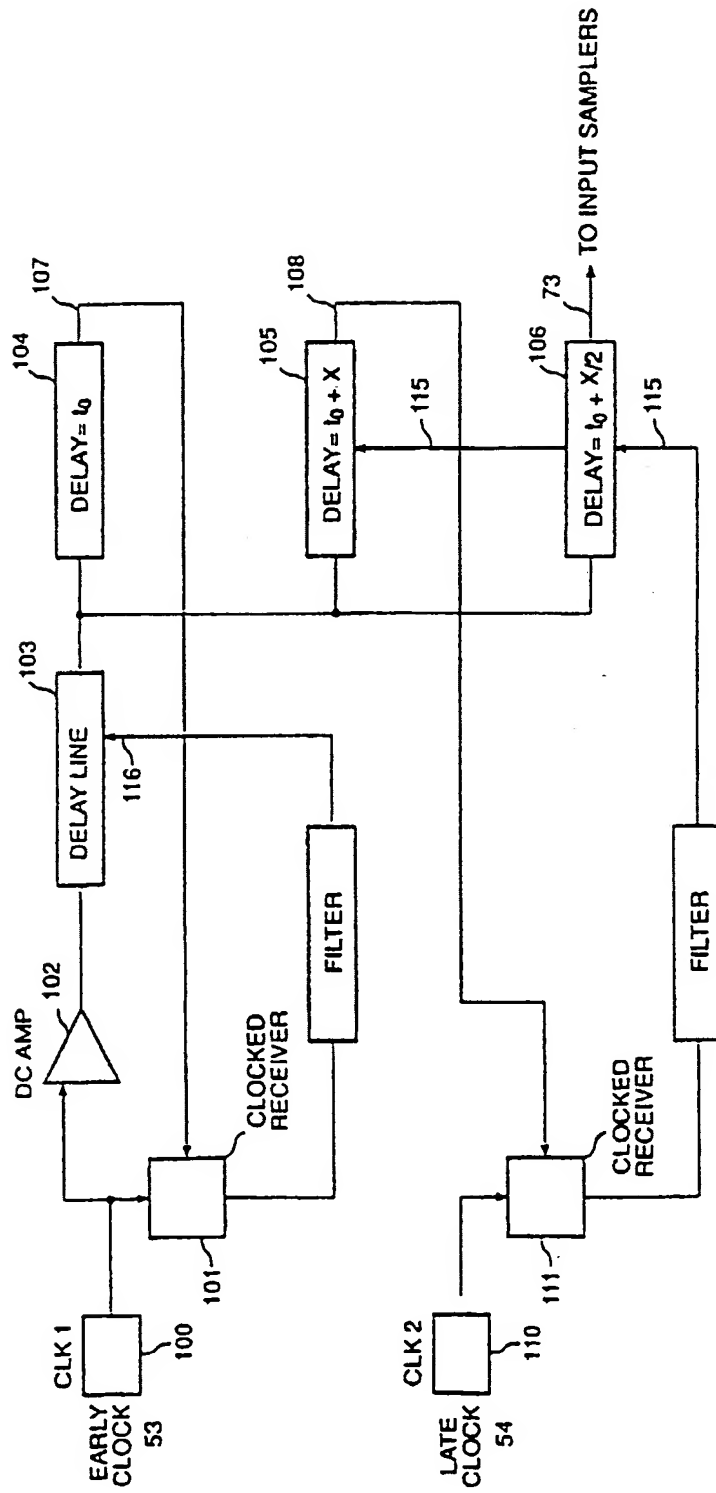 EARLY
CLOCK
53
CLK 1
100
DC AMP
102
101
CLOCKED
RECEIVER
FILTER
DELAY LINE
103
116
DELAY= t₀
104
107
DELAY= t₀ + X
105
108
115
DELAY= t₀ + X/2
106
115
73
TO INPUT SAMPLERS
LATE
CLOCK
54
CLK 2
110
111
CLOCKED
RECEIVER
FILTER